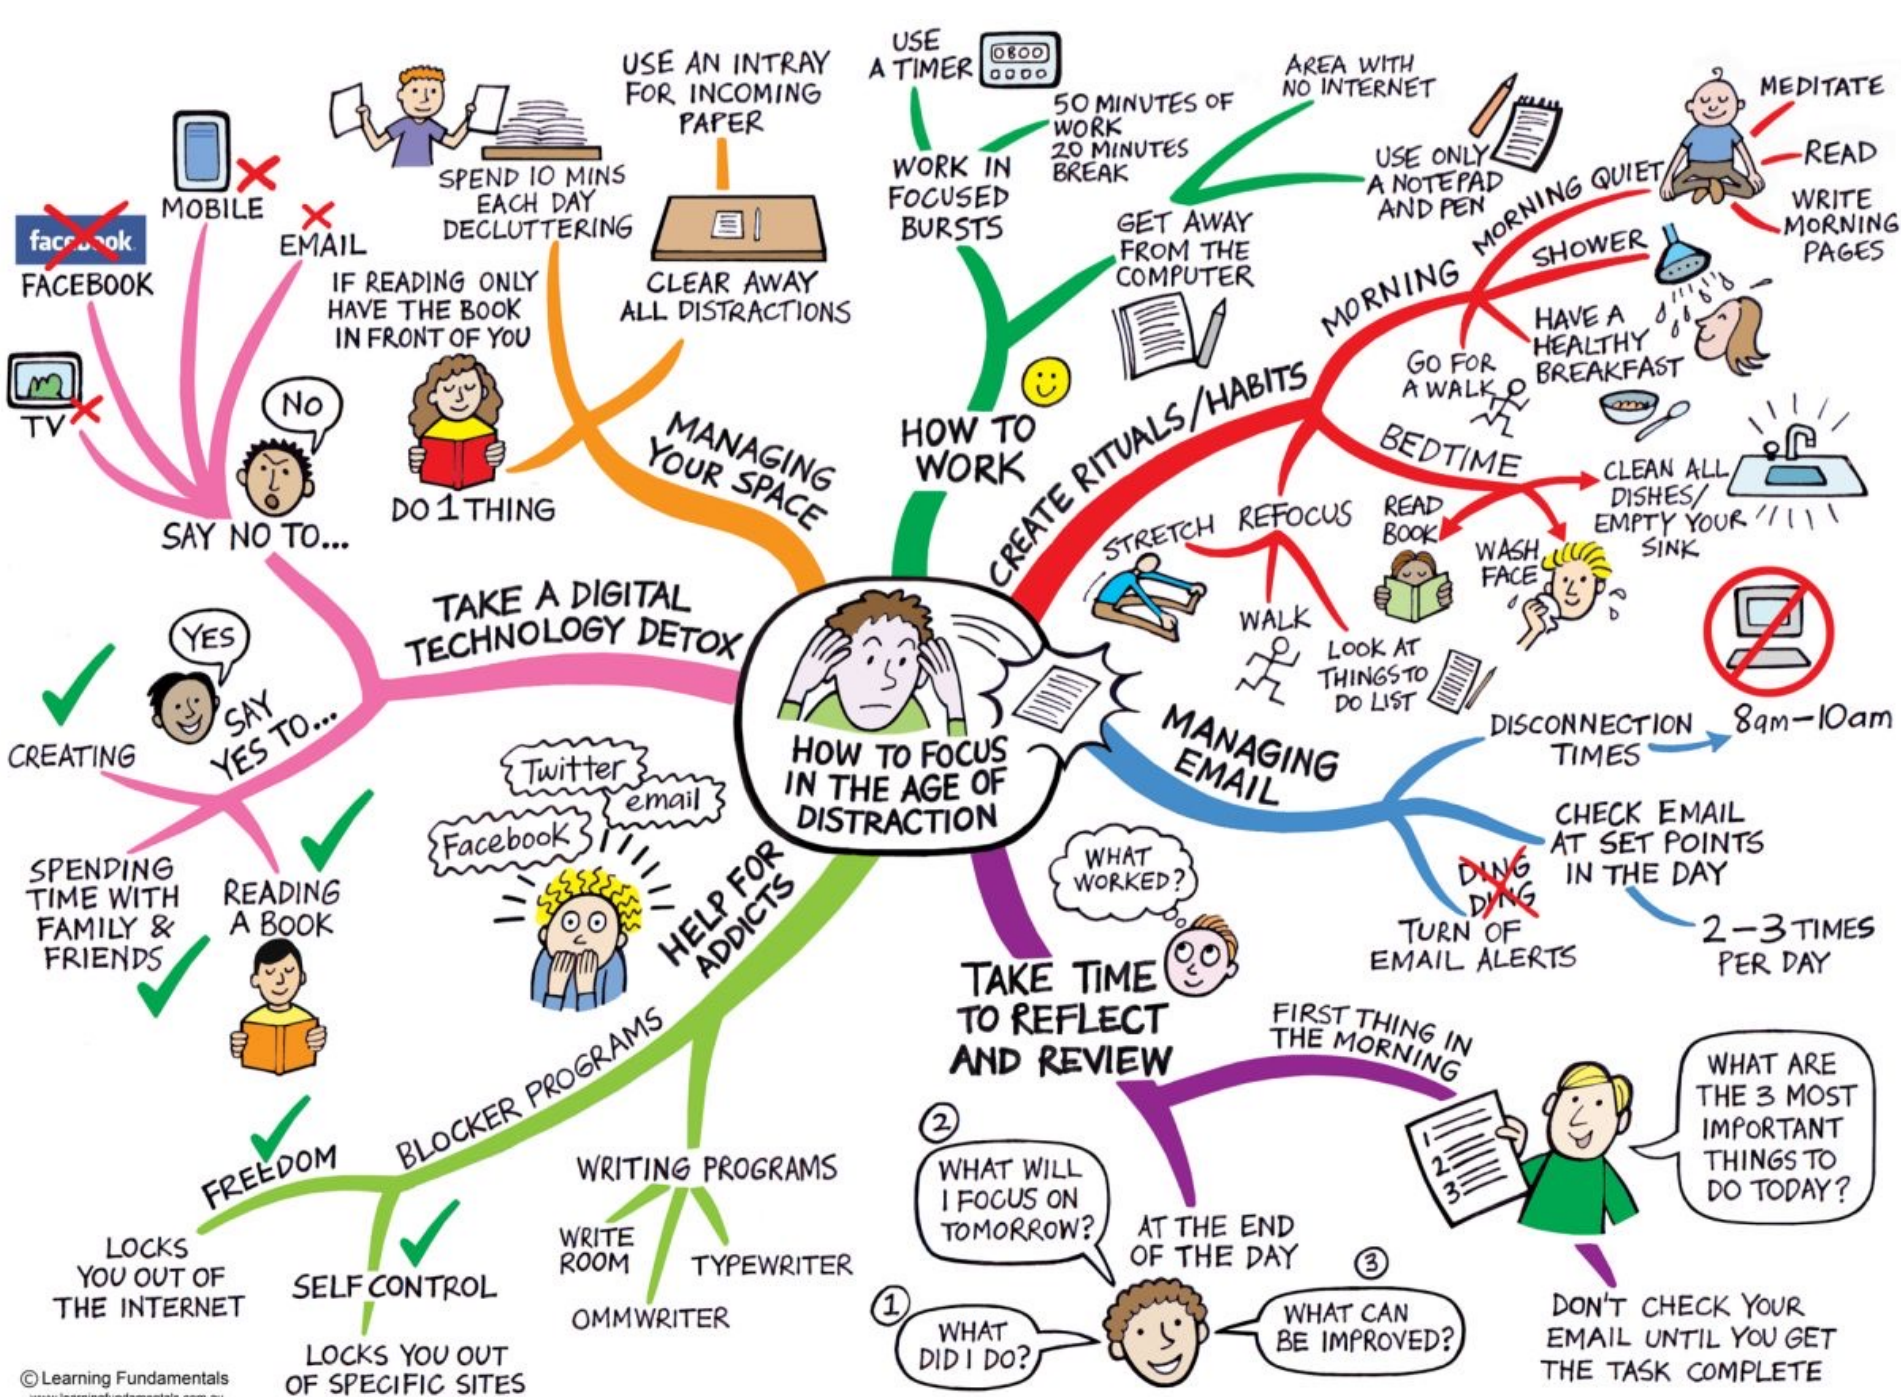 HOW TO FOCUS
IN THE AGE OF
DISTRACTION
TAKE A DIGITAL
TECHNOLOGY DETOX
SAY NO TO...
NO
TV
facebook
FACEBOOK
MOBILE
EMAIL
SAY
YES TO...
YES
CREATING
SPENDING
TIME WITH
FAMILY &
FRIENDS
READING
A BOOK
MANAGING
YOUR SPACE
SPEND 10 MINS
EACH DAY
DECLUTTERING
USE AN INTRAY
FOR INCOMING
PAPER
CLEAR AWAY
ALL DISTRACTIONS
IF READING ONLY
HAVE THE BOOK
IN FRONT OF YOU
DO 1 THING
HOW TO
WORK
WORK IN
FOCUSED
BURSTS
USE
A TIMER
0800
50 MINUTES OF
WORK
20 MINUTES
BREAK
GET AWAY
FROM THE
COMPUTER
AREA WITH
NO INTERNET
USE ONLY
A NOTEPAD
AND PEN
CREATE RITUALS/HABITS
MORNING
MORNING QUIET
MEDITATE
READ
WRITE
MORNING
PAGES
SHOWER
HAVE A
HEALTHY
BREAKFAST
GO FOR
A WALK
BEDTIME
CLEAN ALL
DISHES/
EMPTY YOUR
SINK
WASH
FACE
READ
BOOK
REFOCUS
STRETCH
WALK
LOOK AT
THINGS TO
DO LIST
MANAGING
EMAIL
DISCONNECTION
TIMES
8am-10am
CHECK EMAIL
AT SET POINTS
IN THE DAY
2-3 TIMES
PER DAY
DING
DING
TURN OF
EMAIL ALERTS
TAKE TIME
TO REFLECT
AND REVIEW
WHAT
WORKED?
FIRST THING IN
THE MORNING
1
2
3
WHAT ARE
THE 3 MOST
IMPORTANT
THINGS TO
DO TODAY?
DON'T CHECK YOUR
EMAIL UNTIL YOU GET
THE TASK COMPLETE
AT THE END
OF THE DAY
1
WHAT
DID I DO?
2
WHAT WILL
I FOCUS ON
TOMORROW?
3
WHAT CAN
BE IMPROVED?
HELP FOR
ADDICTS
Twitter
email
Facebook
BLOCKER PROGRAMS
FREEDOM
LOCKS
YOU OUT OF
THE INTERNET
SELF CONTROL
LOCKS YOU OUT
OF SPECIFIC SITES
WRITING PROGRAMS
WRITE
ROOM
OMMWRITER
TYPEWRITER
© Learning Fundamentals